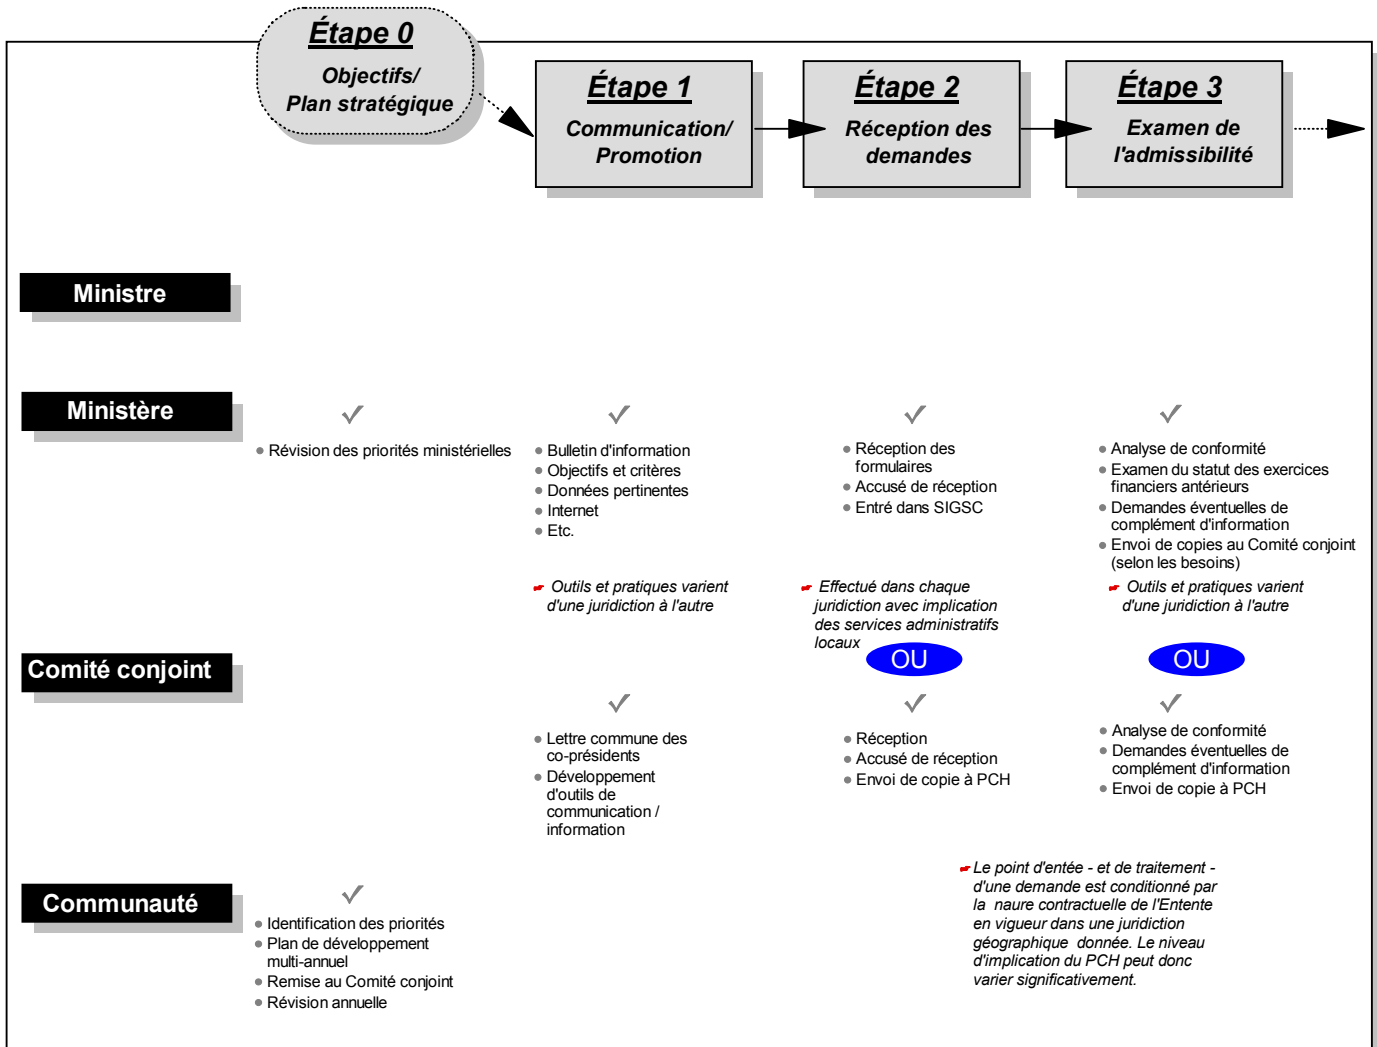 Étape 0
Objectifs/
Plan stratégique
Étape 1
Communication/
Promotion
Étape 2
Réception des
demandes
Étape 3
Examen de
l'admissibilité
Ministre
Ministère
Révision des priorités ministérielles
Bulletin d'information
Objectifs et critères
Données pertinentes
Internet
Etc.
Outils et pratiques varient
d'une juridiction à l'autre
Réception des
formulaires
Accusé de réception
Entré dans SIGSC
Effectué dans chaque
juridiction avec implication
des services administratifs
locaux
Analyse de conformité
Examen du statut des exercices
financiers antérieurs
Demandes éventuelles de
complément d'information
Envoi de copies au Comité conjoint
(selon les besoins)
Outils et pratiques varient
d'une juridiction à l'autre
OU
OU
Comité conjoint
Lettre commune des
co-présidents
Développement
d'outils de
communication /
information
Réception
Accusé de réception
Envoi de copie à PCH
Analyse de conformité
Demandes éventuelles de
complément d'information
Envoi de copie à PCH
Communauté
Identification des priorités
Plan de développement
multi-annuel
Remise au Comité conjoint
Révision annuelle
Le point d'entée - et de traitement -
d'une demande est conditionné par
la naure contractuelle de l'Entente
en vigueur dans une juridiction
géographique donnée. Le niveau
d'implication du PCH peut donc
varier significativement.